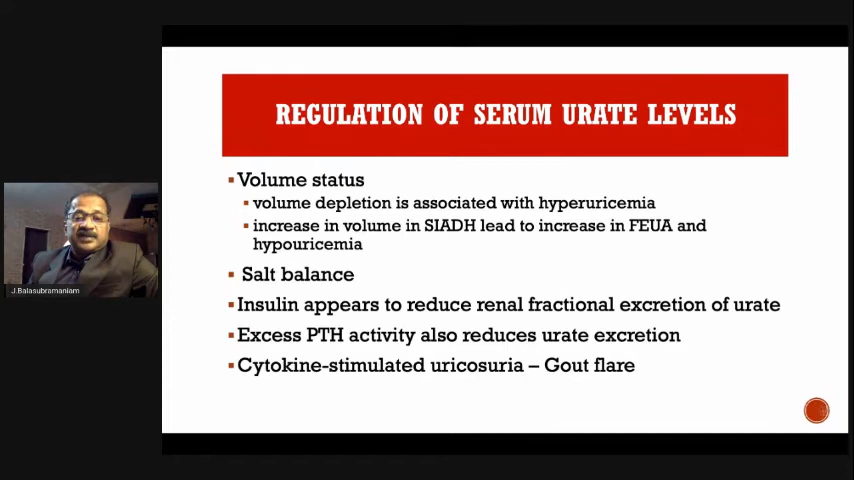 REGULATION OF SERUM URATE LEVELS
▪Volume status
▪volume depletion is associated with hyperuricemia
▪increase in volume in SIADH lead to increase in FEUA and
hypouricemia
▪ Salt balance
▪Insulin appears to reduce renal fractional excretion of urate
▪Excess PTH activity also reduces urate excretion
▪Cytokine-stimulated uricosuria – Gout flare
J.Balasubramaniam